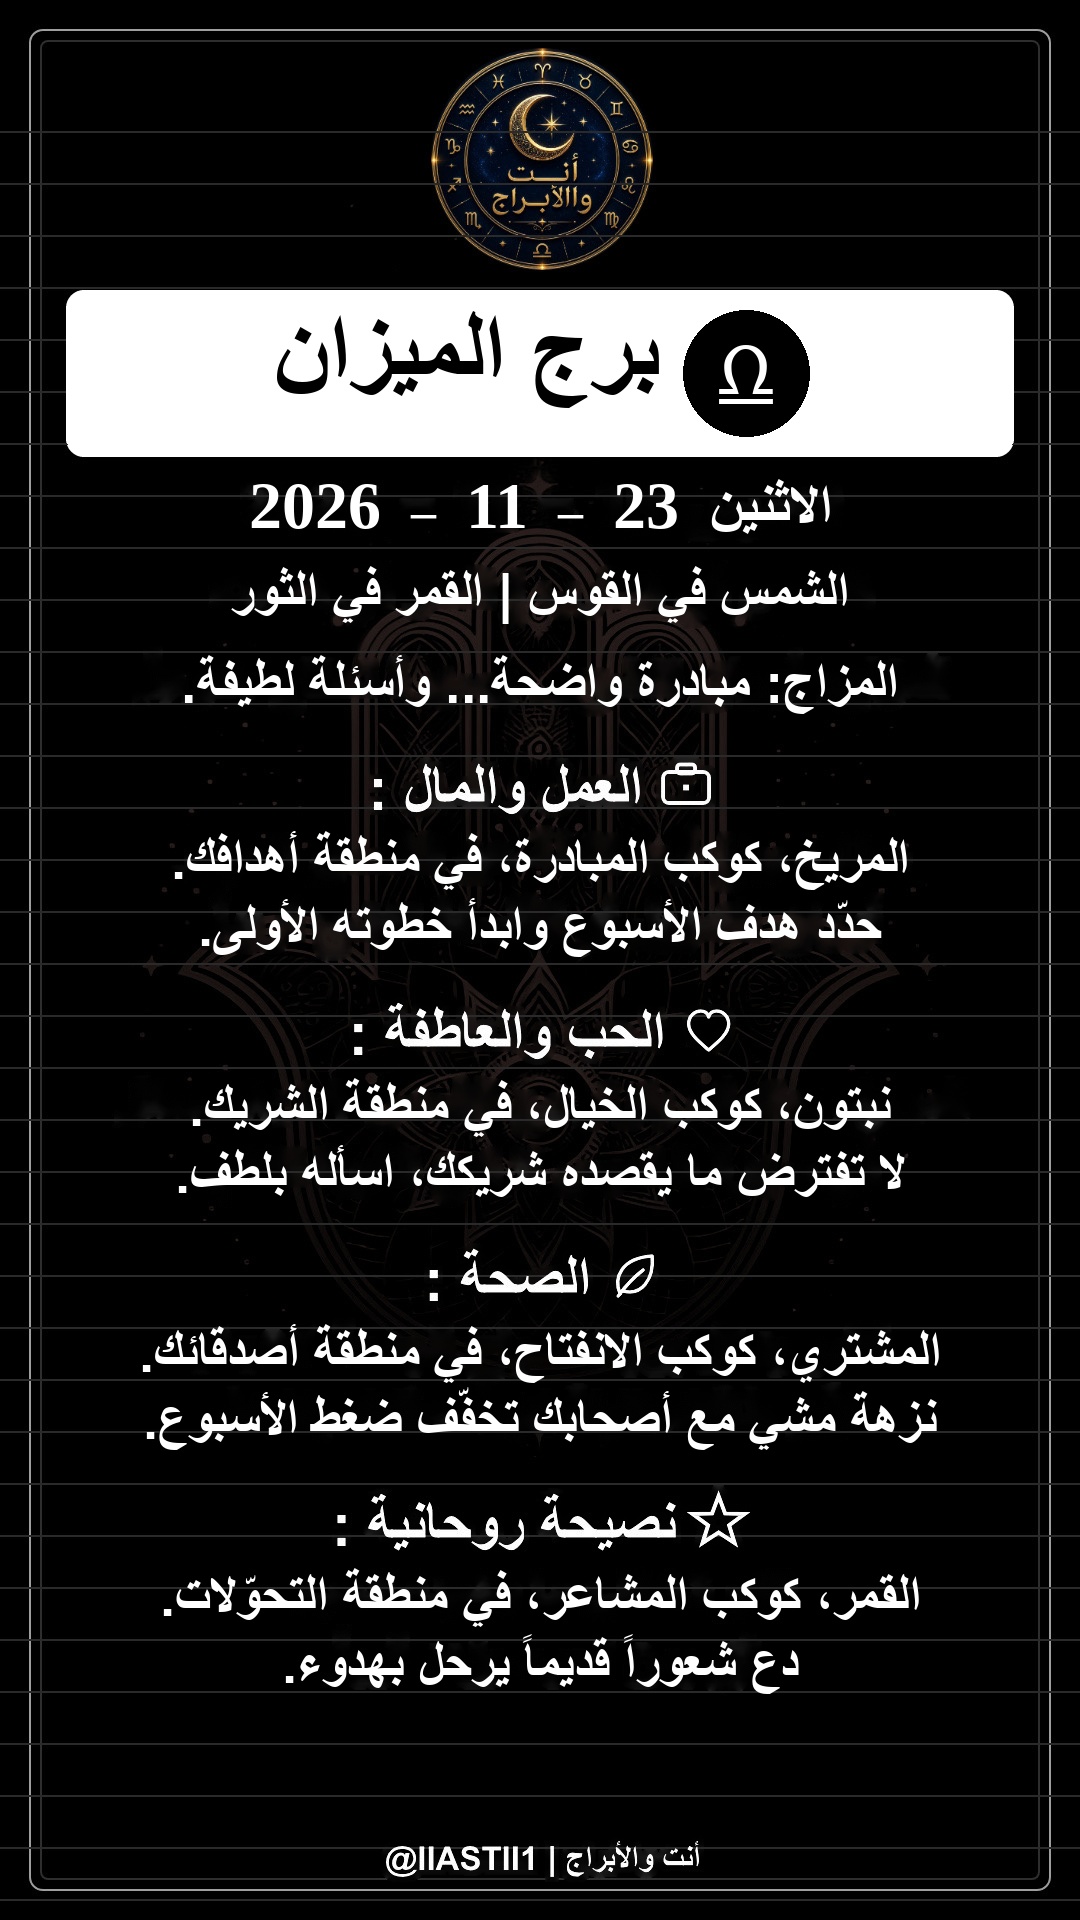 أنت
واالأبراج
برج الميزان
الاثنين 23 – 11 – 2026
الشمس في القوس | القمر في الثور
المزاج: مبادرة واضحة... وأسئلة لطيفة.
العمل والمال :
المريخ، كوكب المبادرة، في منطقة أهدافك.
حدّد هدف الأسبوع وابدأ خطوته الأولى.
الحب والعاطفة :
نبتون، كوكب الخيال، في منطقة الشريك.
لا تفترض ما يقصده شريكك، اسأله بلطف.
الصحة :
المشتري، كوكب الانفتاح، في منطقة أصدقائك.
نزهة مشي مع أصحابك تخفّف ضغط الأسبوع.
نصيحة روحانية :
القمر، كوكب المشاعر، في منطقة التحوّلات.
دع شعوراً قديماً يرحل بهدوء.
أنت والأبراج | @IIASTII1